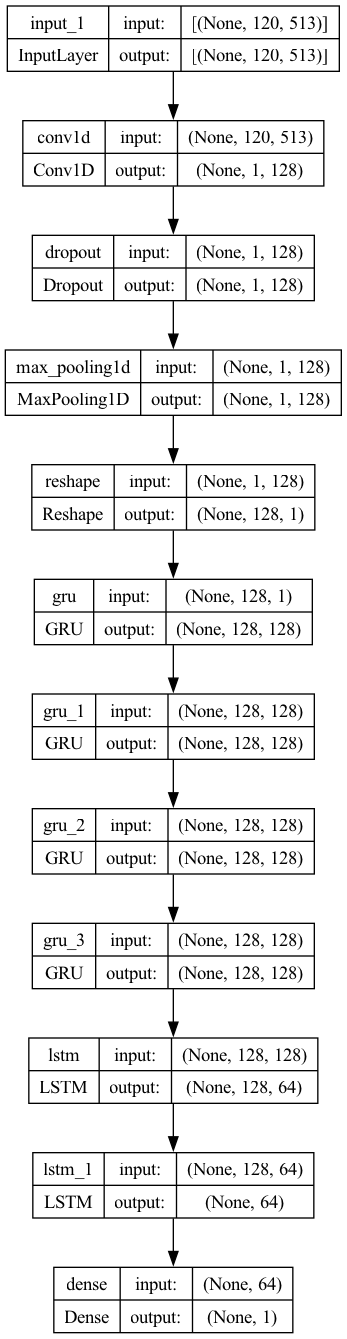 input_1 input: [(None, 120, 513)]
InputLayer output: [(None, 120, 513)]
conv1d input: (None, 120, 513)
Conv1D output: (None, 1, 128)
dropout input: (None, 1, 128)
Dropout output: (None, 1, 128)
max_pooling1d input: (None, 1, 128)
MaxPooling1D output: (None, 1, 128)
reshape input: (None, 1, 128)
Reshape output: (None, 128, 1)
gru input: (None, 128, 1)
GRU output: (None, 128, 128)
gru_1 input: (None, 128, 128)
GRU output: (None, 128, 128)
gru_2 input: (None, 128, 128)
GRU output: (None, 128, 128)
gru_3 input: (None, 128, 128)
GRU output: (None, 128, 128)
lstm input: (None, 128, 128)
LSTM output: (None, 128, 64)
lstm_1 input: (None, 128, 64)
LSTM output: (None, 64)
dense input: (None, 64)
Dense output: (None, 1)